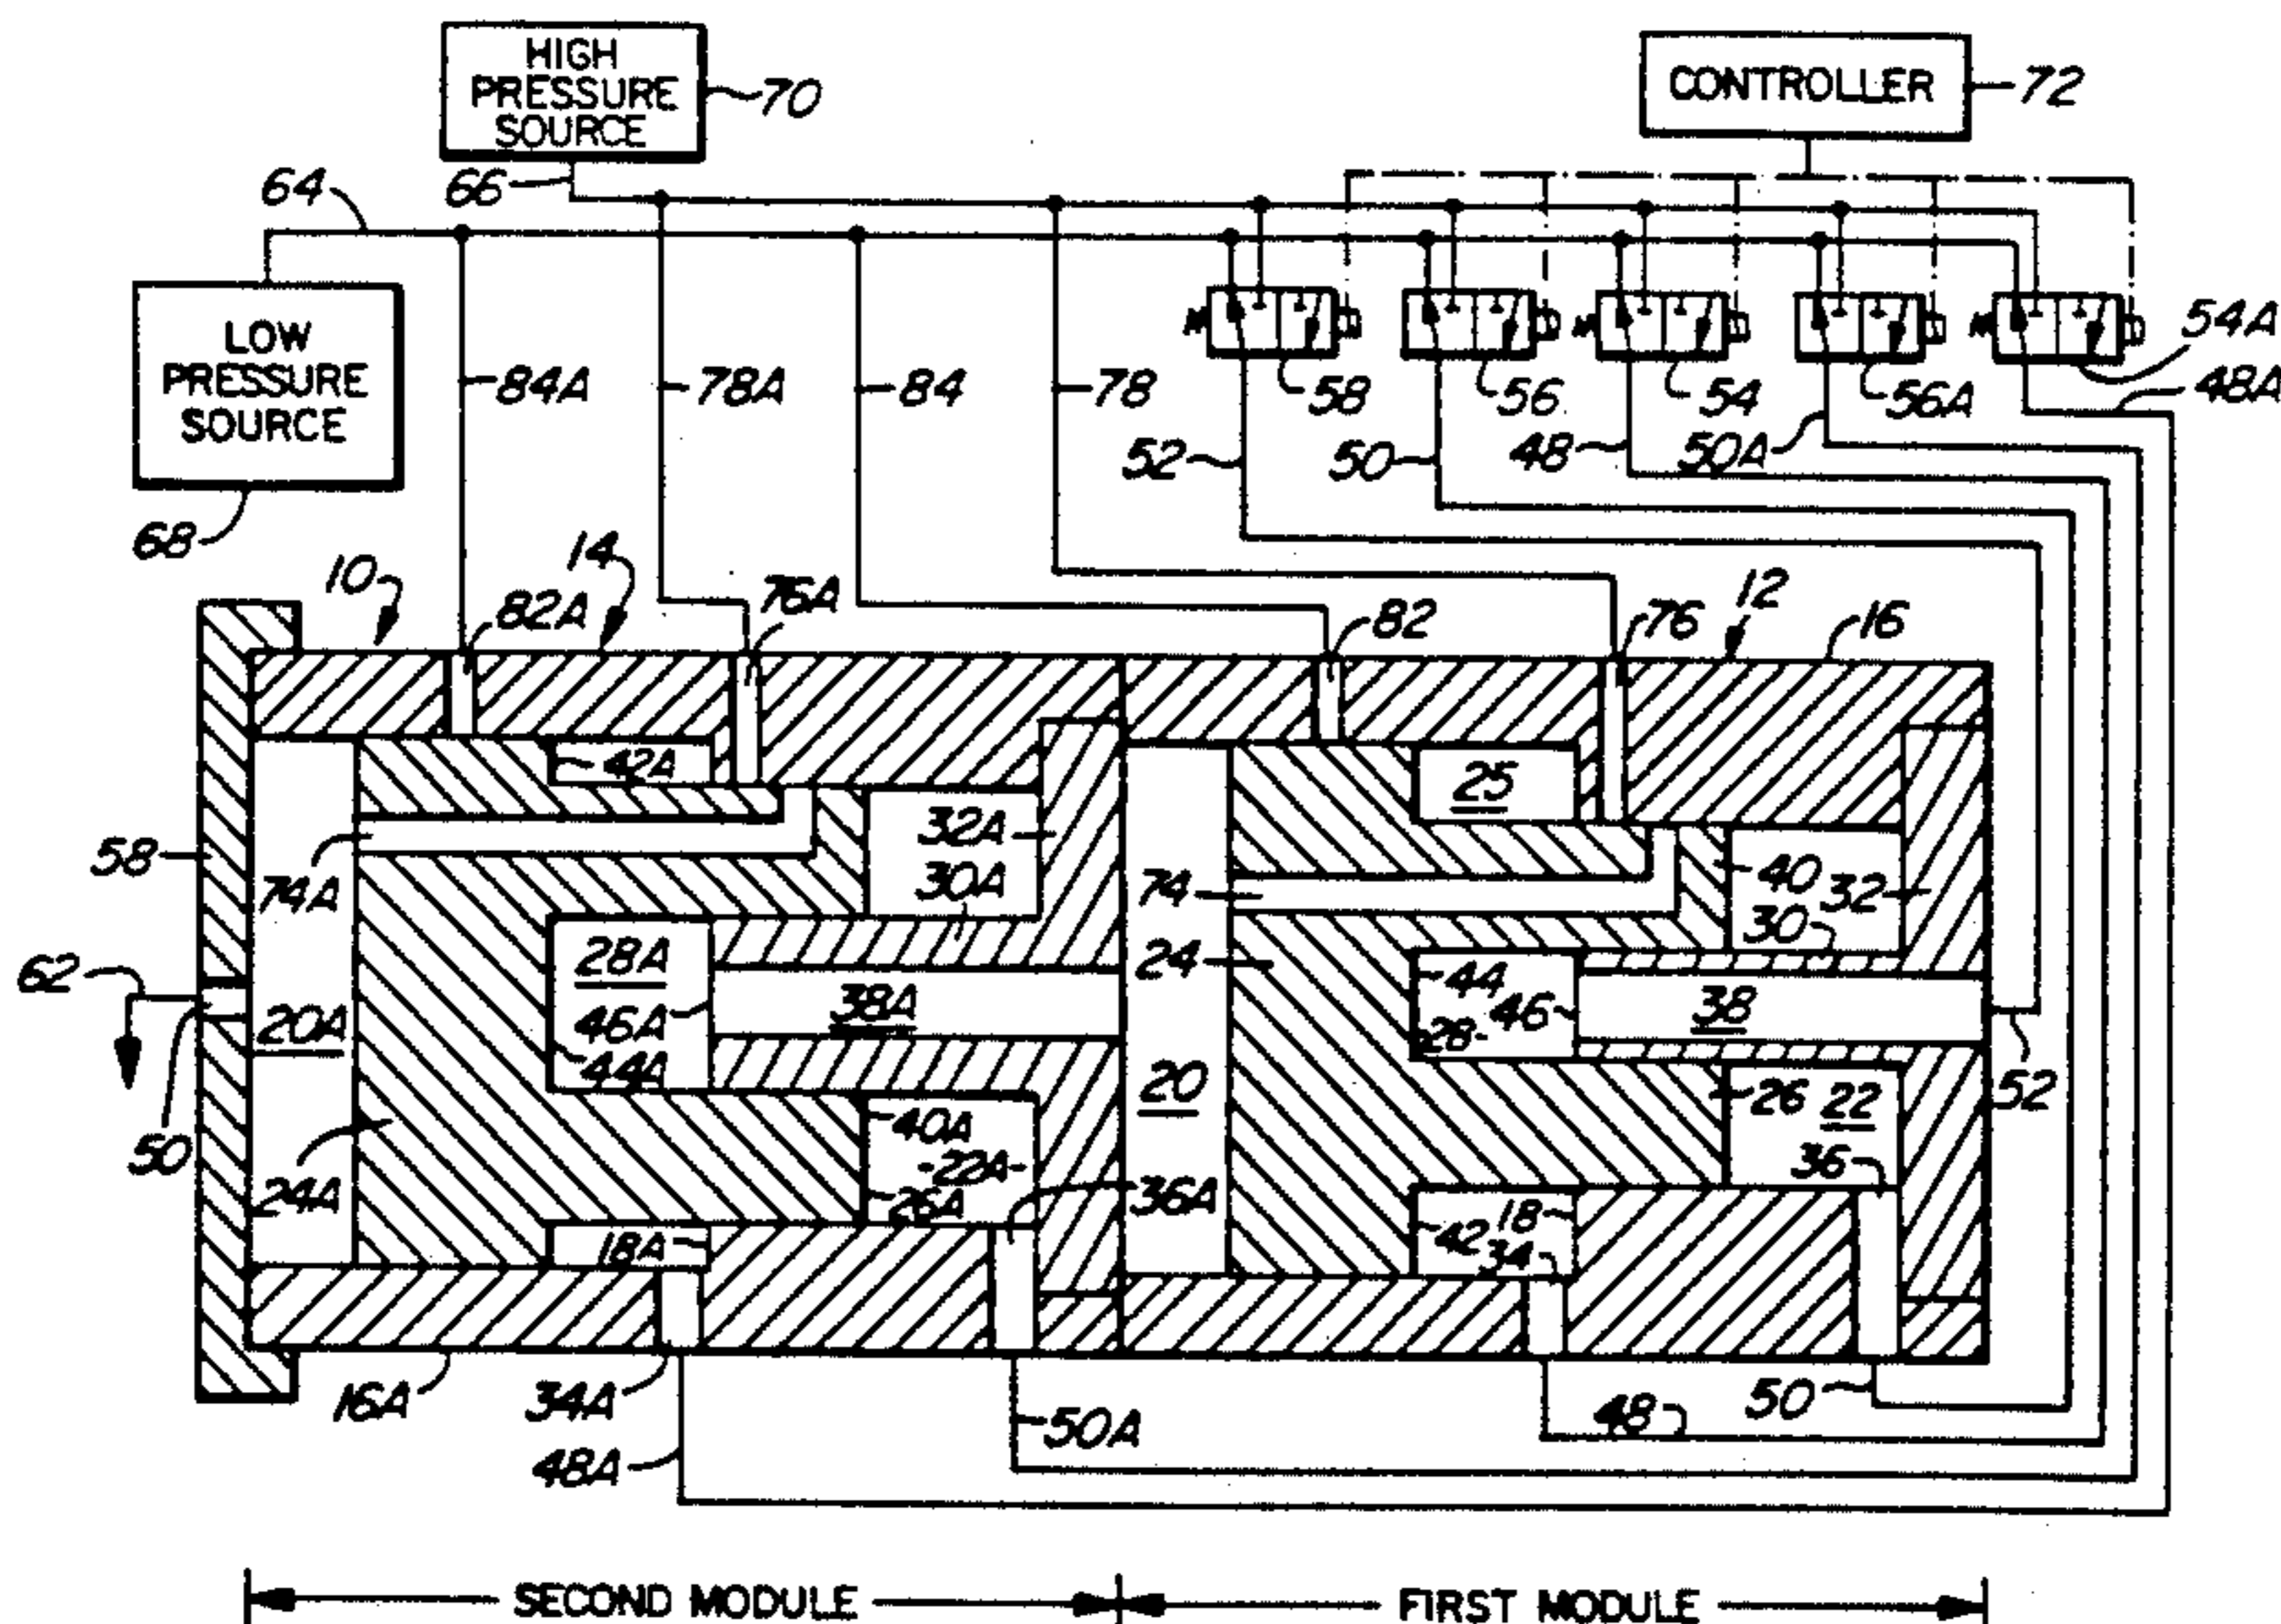 HIGH
PRESSURE
SOURCE
70
CONTROLLER
72
64
66
LOW
PRESSURE
SOURCE
68
84A
78A
84
78
58
56
54
56A
54A
48A
52
50
48
50A
10
14
82A
76A
82
76
12
16
42A
25
58
74A
32A
30A
74
24
40
32
30
62
20A
28A
46A
44A
38A
44
46
28
38
52
20
50
24A
40A
22A
26A
36A
26
22
36
18A
42
18
34
16A
34A
48A
50A
48
50
SECOND MODULE
FIRST MODULE